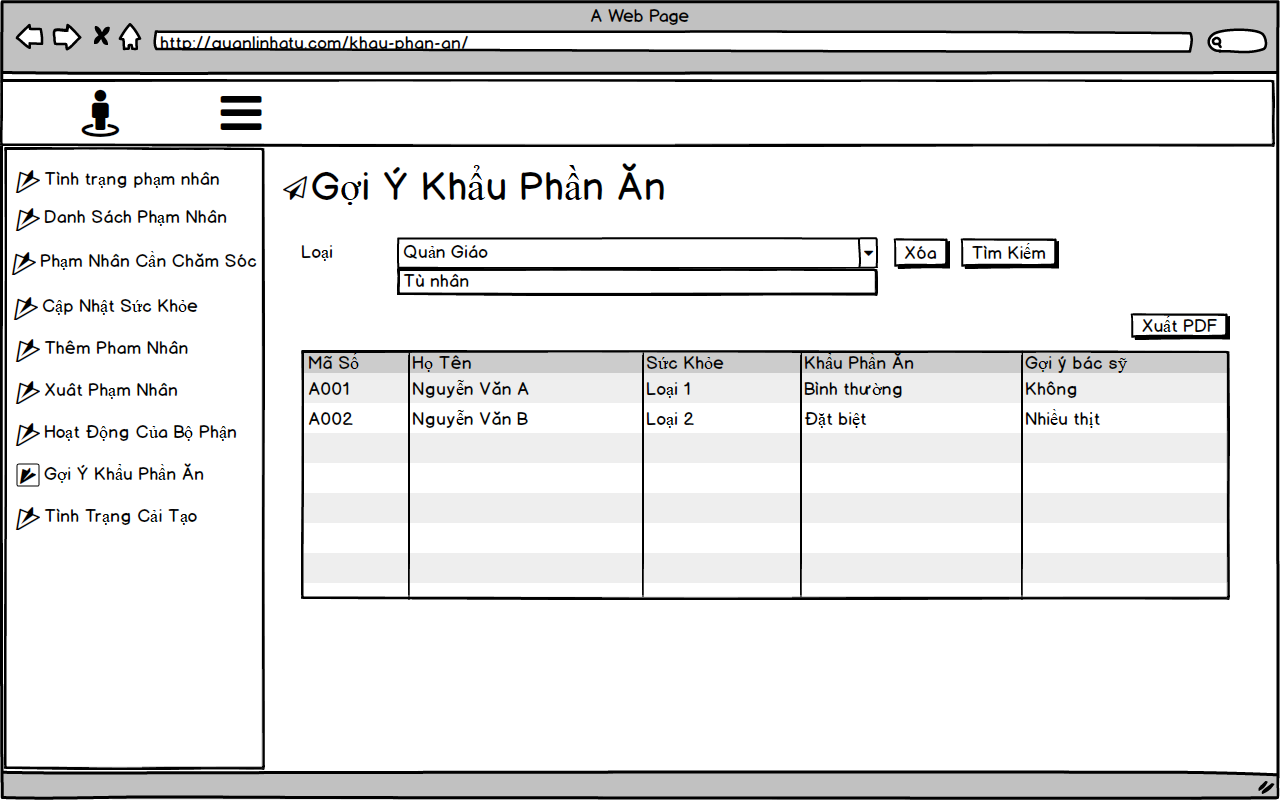 A Web Page
http://quanlinhatu.com/khau-phan-an/
Tình trạng phạm nhân
Danh Sách Phạm Nhân
Phạm Nhân Cần Chăm Sóc
Cập Nhật Sức Khỏe
Thêm Pham Nhân
Xuât Phạm Nhân
Hoạt Động Của Bộ Phận
Gợi Ý Khẩu Phần Ăn
Tình Trạng Cải Tạo
Gợi Ý Khẩu Phần Ăn
Loại Quản Giáo Xóa Tìm Kiếm
Tù nhân
Xuất PDF
Mã Số Họ Tên Sức Khỏe Khẩu Phần Ăn Gợi ý bác sỹ
A001 Nguyễn Văn A Loại 1 Bình thường Không
A002 Nguyễn Văn B Loại 2 Đặt biệt Nhiều thịt